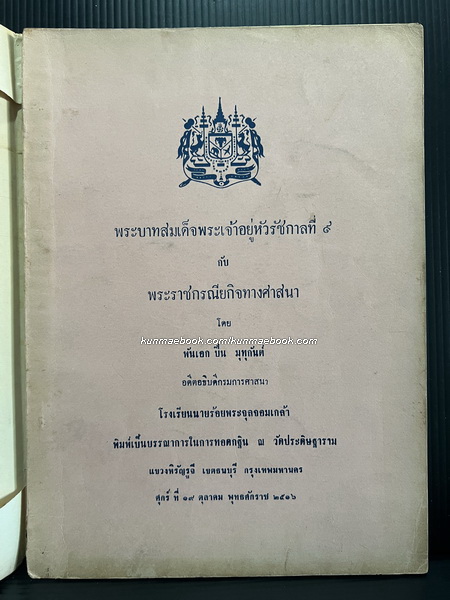 พระบาทสมเด็จพระเจ้าอยู่หัวรัชกาลที่ ๙
กับ
พระราชกรณียกิจทางศาสนา
โดย
kunmaebook.com/kunmaebook.com
พันเอก ปิ่น มุทุกันต์
อดีตอธิบดีกรมการศาสนา
โรงเรียนนายร้อยพระจุลจอมเกล้า
พิมพ์เป็นบรรณาการในการทอดกฐิน ณ วัดประดิษฐาราม
แขวงหิรัญรูจี เขตธนบุรี กรุงเทพมหานคร
ศุกร์ ที่ ๑๙ ตุลาคม พุทธศักราช ๒๕๑๖